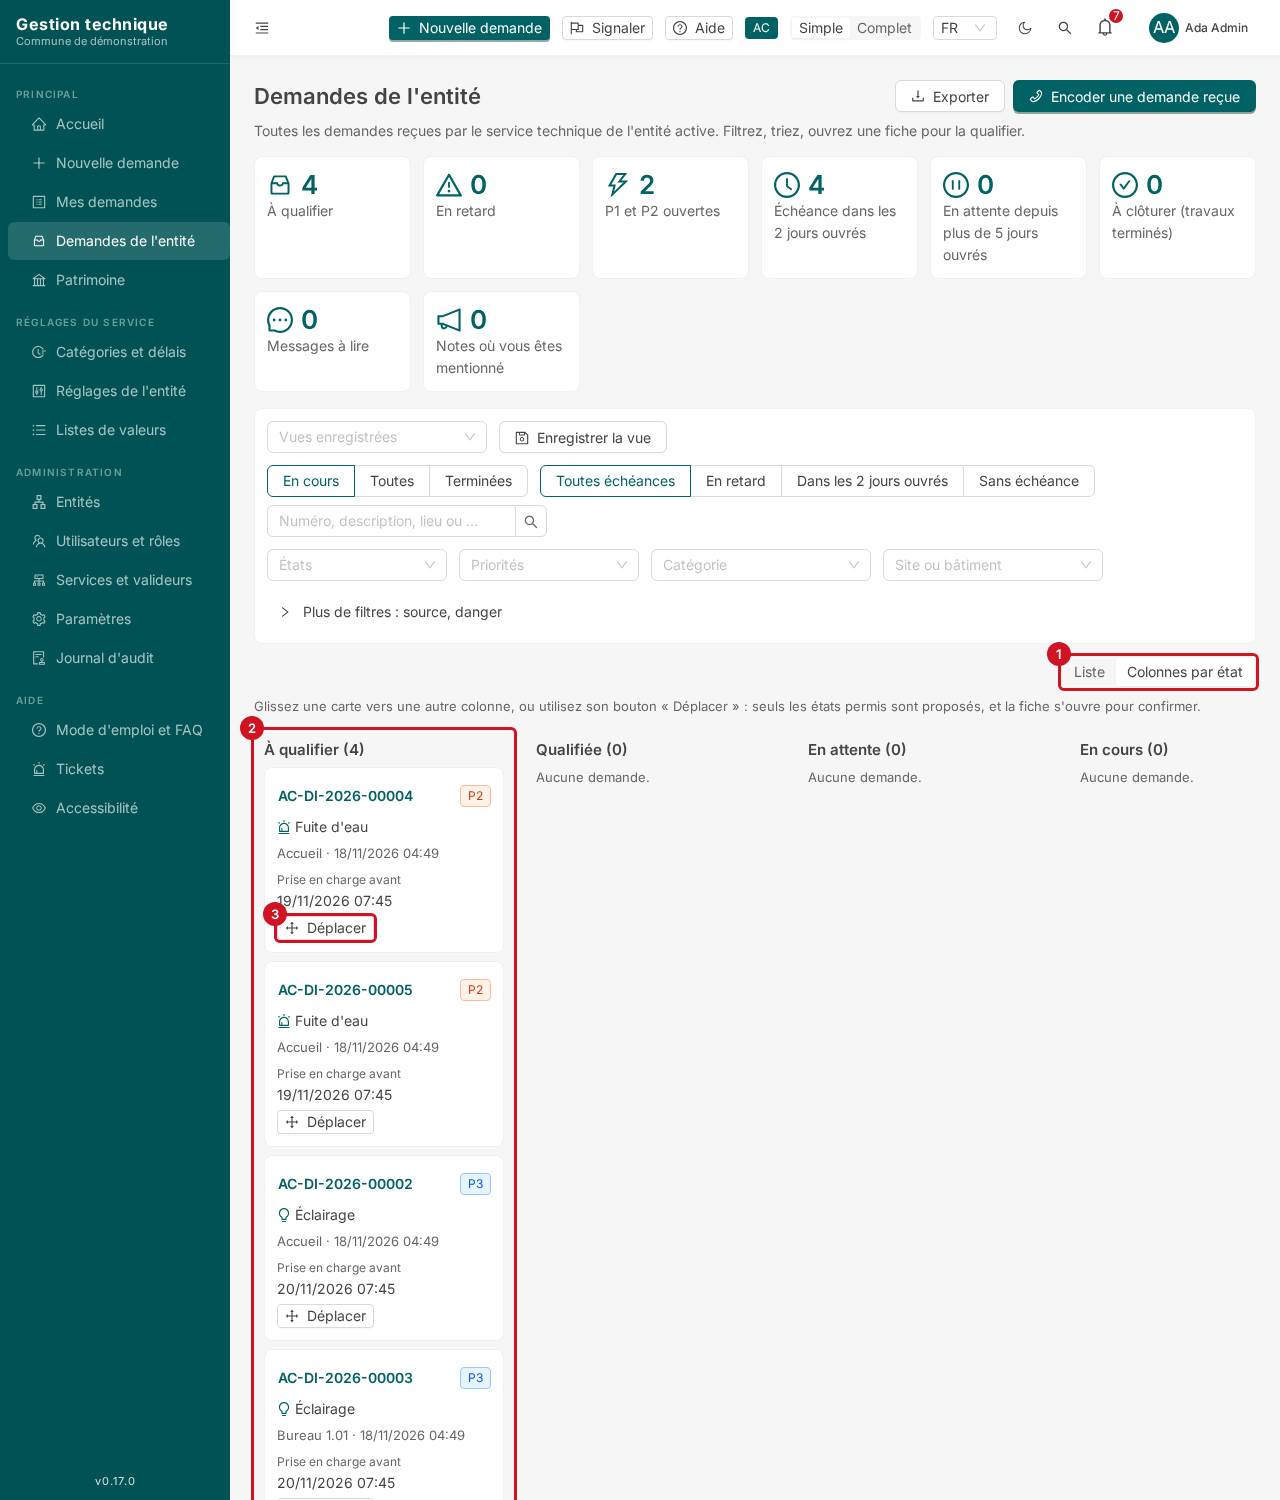 Gestion technique
Commune de démonstration
PRINCIPAL
Accueil
Nouvelle demande
Mes demandes
Demandes de l'entité
Patrimoine
RÉGLAGES DU SERVICE
Catégories et délais
Réglages de l'entité
Listes de valeurs
ADMINISTRATION
Entités
Utilisateurs et rôles
Services et valideurs
Paramètres
Journal d'audit
AIDE
Mode d'emploi et FAQ
Tickets
Accessibilité
v0.17.0
Nouvelle demande
Signaler
Aide
AC
Simple
Complet
FR
7
AA
Ada Admin
Demandes de l'entité
Exporter
Encoder une demande reçue
Toutes les demandes reçues par le service technique de l'entité active. Filtrez, triez, ouvrez une fiche pour la qualifier.
4
À qualifier
0
En retard
2
P1 et P2 ouvertes
4
Échéance dans les
2 jours ouvrés
0
En attente depuis
plus de 5 jours
ouvrés
0
À clôturer (travaux
terminés)
0
Messages à lire
0
Notes où vous êtes
mentionné
Vues enregistrées
Enregistrer la vue
En cours
Toutes
Terminées
Toutes échéances
En retard
Dans les 2 jours ouvrés
Sans échéance
Numéro, description, lieu ou ...
États
Priorités
Catégorie
Site ou bâtiment
Plus de filtres : source, danger
1
Liste
Colonnes par état
Glissez une carte vers une autre colonne, ou utilisez son bouton « Déplacer » : seuls les états permis sont proposés, et la fiche s'ouvre pour confirmer.
2
À qualifier (4)
AC-DI-2026-00004
P2
Fuite d'eau
Accueil · 18/11/2026 04:49
Prise en charge avant
19/11/2026 07:45
3
Déplacer
AC-DI-2026-00005
P2
Fuite d'eau
Accueil · 18/11/2026 04:49
Prise en charge avant
19/11/2026 07:45
Déplacer
AC-DI-2026-00002
P3
Éclairage
Accueil · 18/11/2026 04:49
Prise en charge avant
20/11/2026 07:45
Déplacer
AC-DI-2026-00003
P3
Éclairage
Bureau 1.01 · 18/11/2026 04:49
Prise en charge avant
20/11/2026 07:45
Qualifiée (0)
Aucune demande.
En attente (0)
Aucune demande.
En cours (0)
Aucune demande.